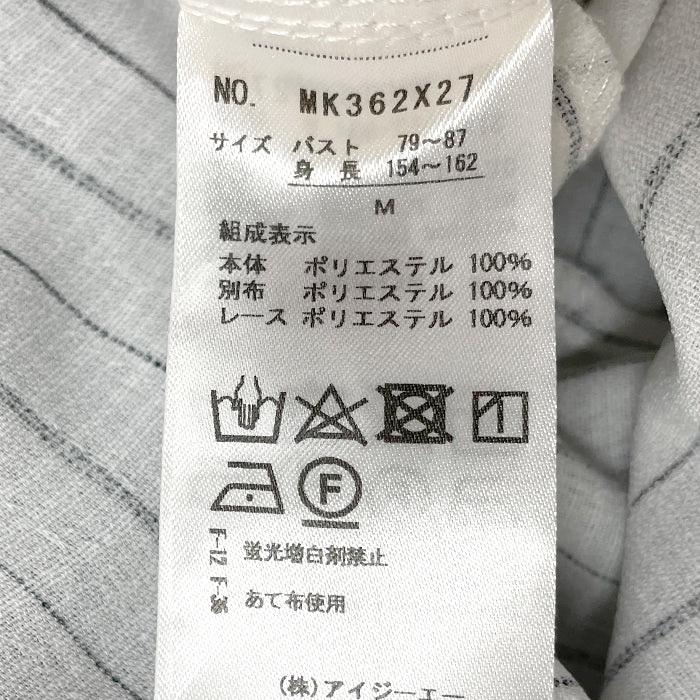 NO. MK362X27
サイズ バスト 79〜87
身長 154〜162
M
組成表示
本体 ポリエステル 100%
別布 ポリエステル 100%
レース ポリエステル 100%
F
F-12 蛍光増白剤禁止
あて布使用
(株)アイジーエー